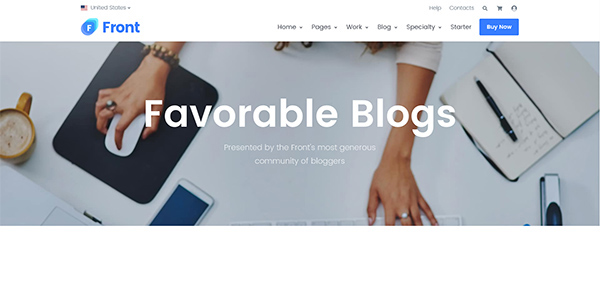 United States
Help Contacts
F Front
Home Pages Work Blog Specialty Starter Buy Now
Favorable Blogs
Presented by the Front's most generous
community of bloggers